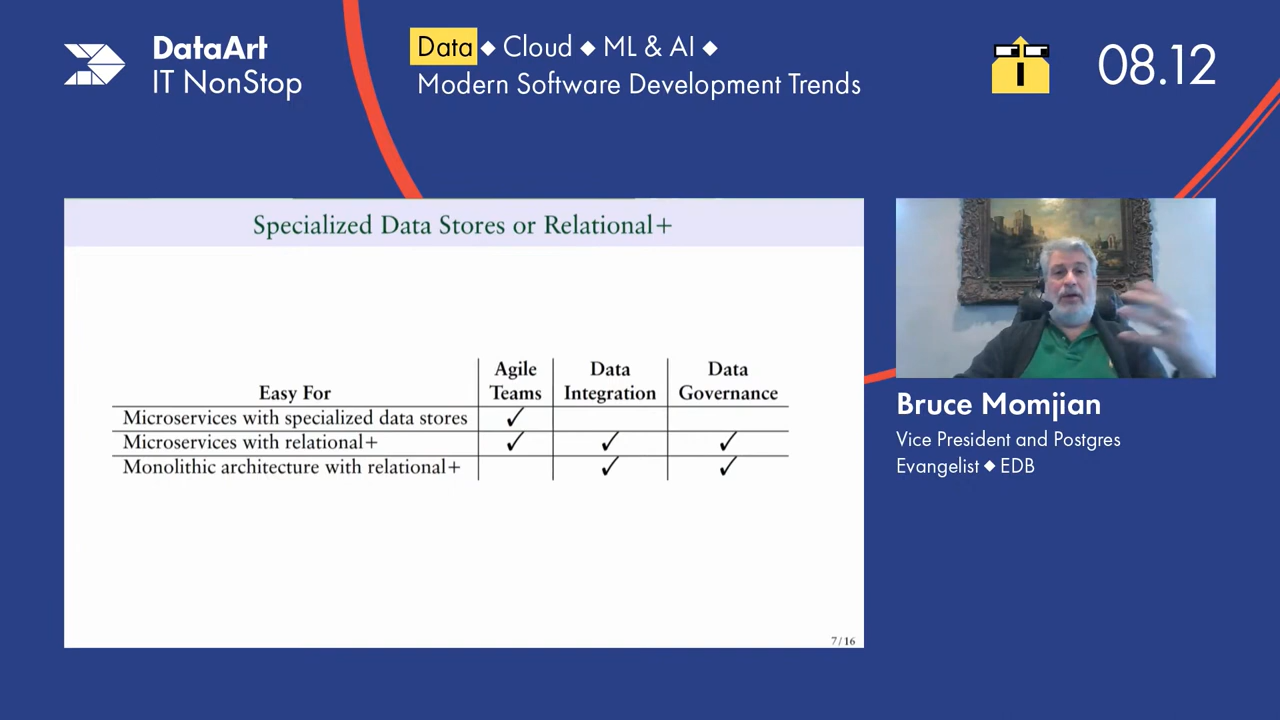 DataArt
IT NonStop
Data ◆ Cloud ◆ ML & AI ◆
Modern Software Development Trends
08.12
Specialized Data Stores or Relational+
Easy For | Agile Teams | Data Integration | Data Governance
Microservices with specialized data stores | ✓ | |
Microservices with relational+ | ✓ | ✓ | ✓
Monolithic architecture with relational+ | | ✓ | ✓
7/16
Bruce Momjian
Vice President and Postgres
Evangelist ◆ EDB